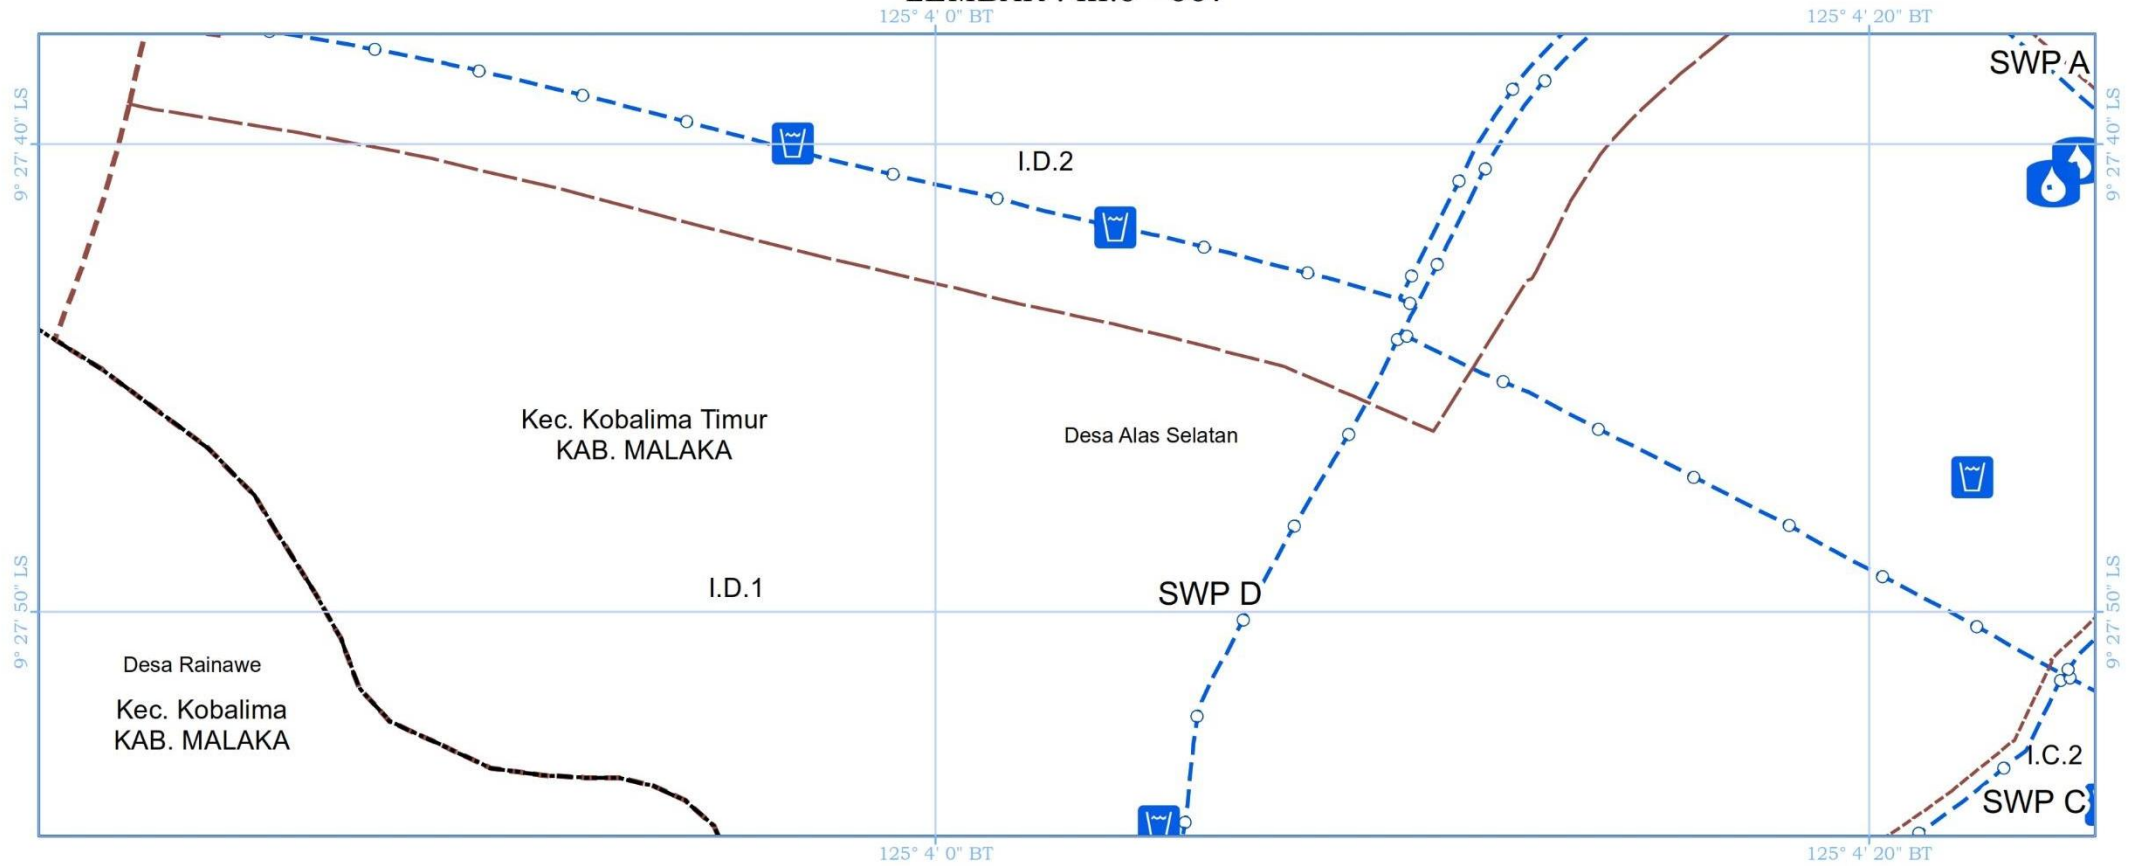 125° 4' 0" BT
125° 4' 20" BT
SWP A
9° 27' 40" LS
9° 27' 40" LS
I.D.2
Kec. Kobalima Timur
KAB. MALAKA
Desa Alas Selatan
I.D.1
SWP D
9° 27' 50" LS
9° 27' 50" LS
Desa Rainawe
Kec. Kobalima
KAB. MALAKA
I.C.2
SWP C
125° 4' 0" BT
125° 4' 20" BT